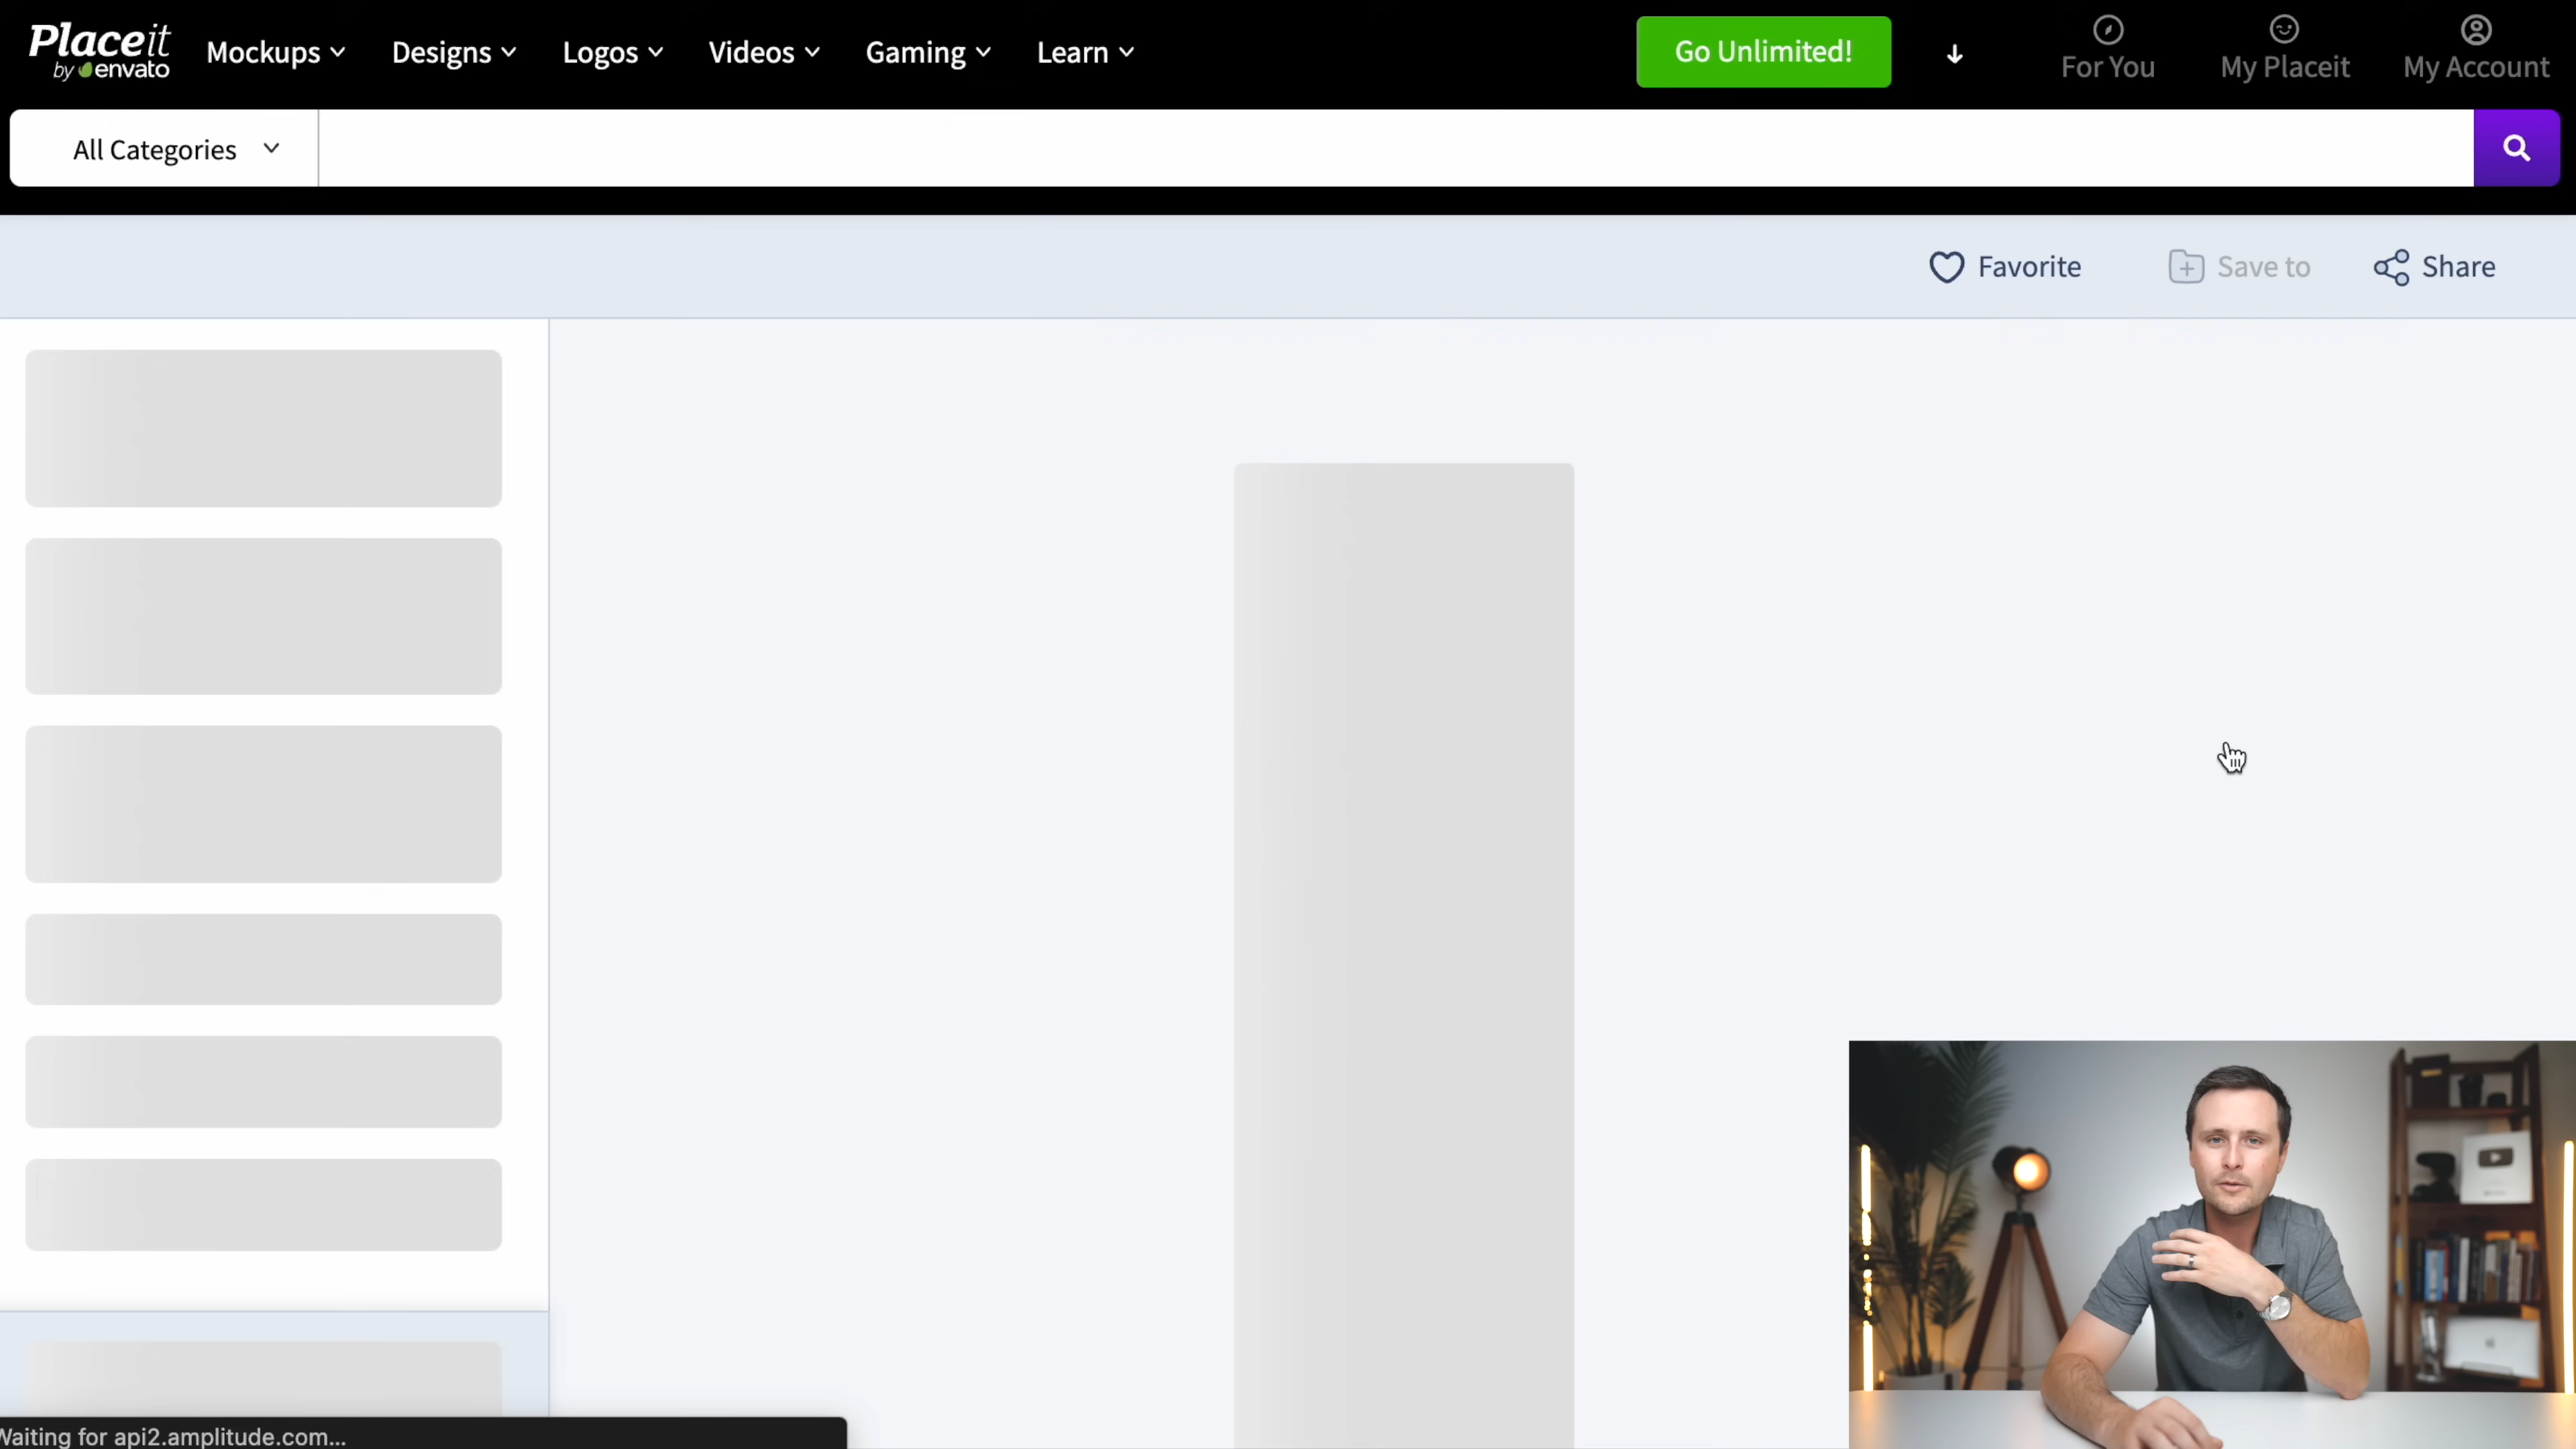 Placeit
by envato
Mockups
Designs
Logos
Videos
Gaming
Learn
Go Unlimited!
For You
My Placeit
My Account
All Categories
Favorite
Save to
Share
Waiting for api2.amplitude.com...